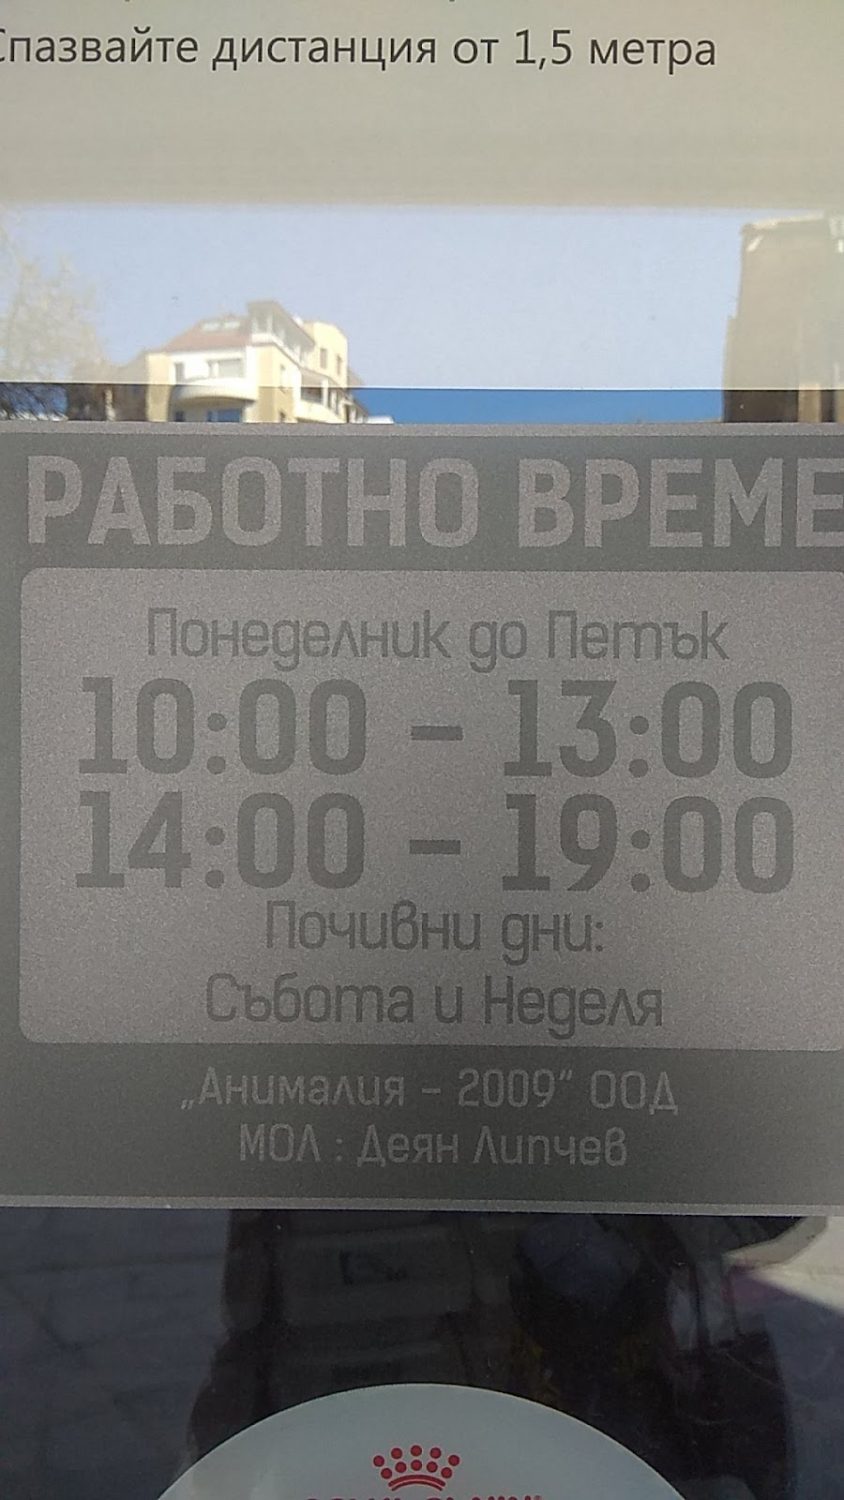 Спазвайте дистанция от 1,5 метра
РАБОТНО ВРЕМЕ
Понеделник до Петък
10:00 - 13:00
14:00 - 19:00
Почивни дни:
Събота и Неделя
„Анималия - 2009" ООД
МОЛ : Деян Липчев